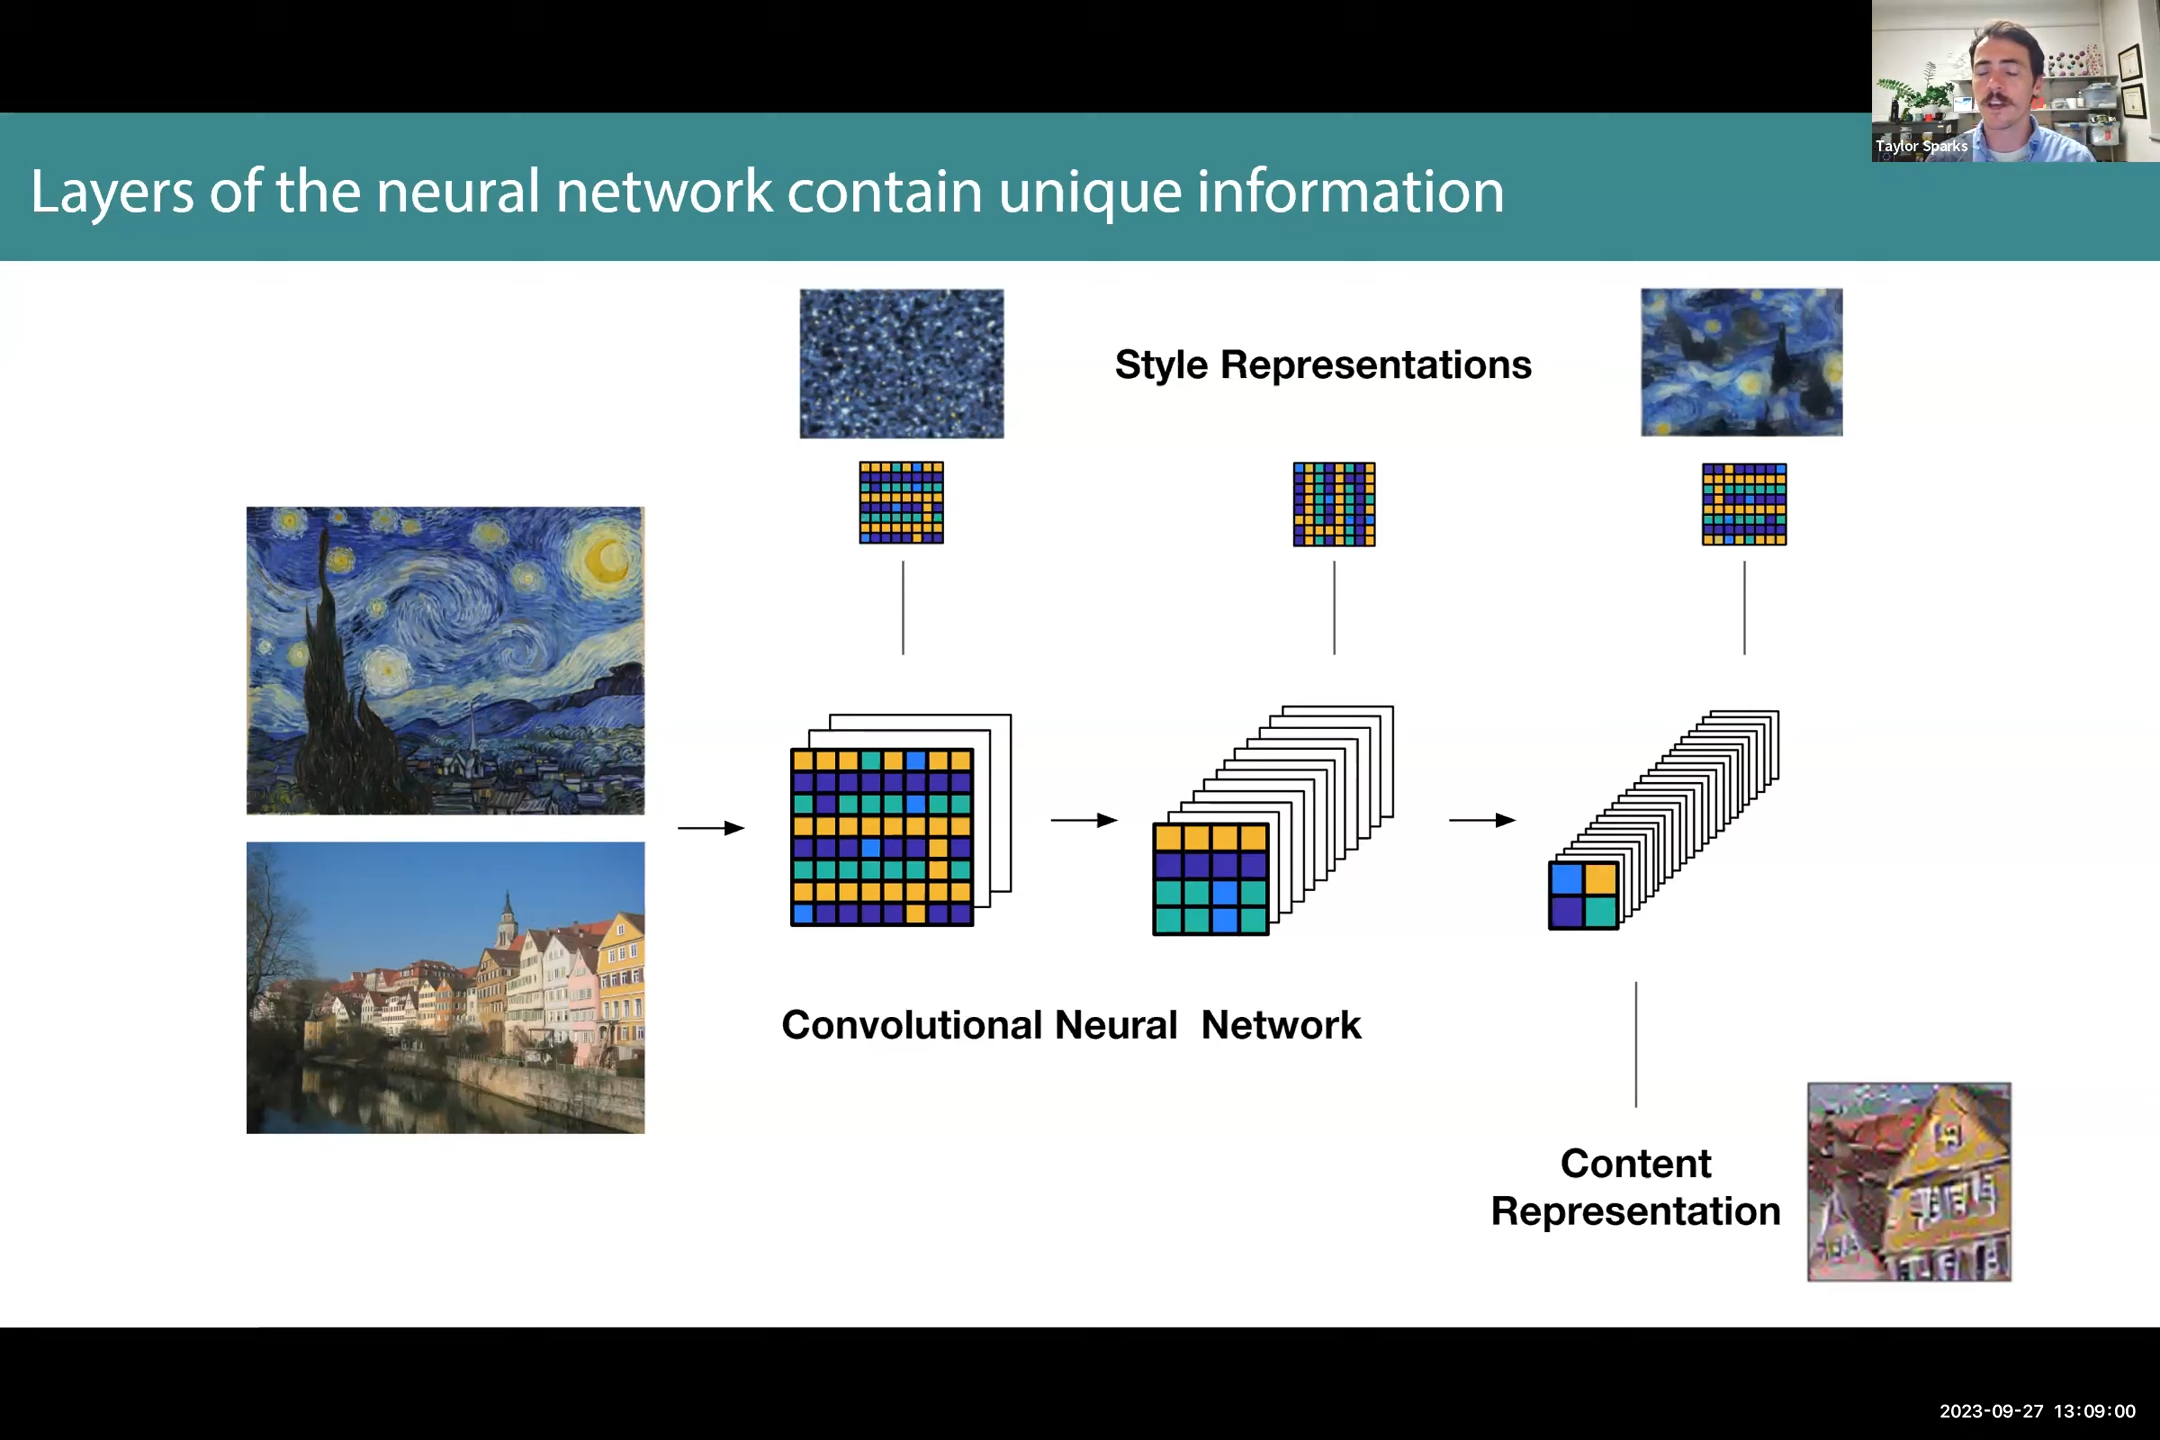 Taylor Sparks
Layers of the neural network contain unique information
Style Representations
Convolutional Neural Network
Content
Representation
2023-09-27 13:09:00